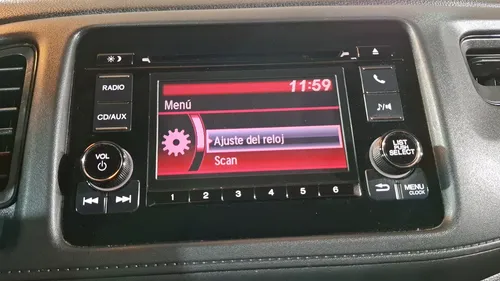 11:59
RADIO
Menú
CD/AUX
Ajuste del reloj
Scan
VOL
LIST
PUSH
SELECT
1 2 3 4 5 6
MENU
CLOCK